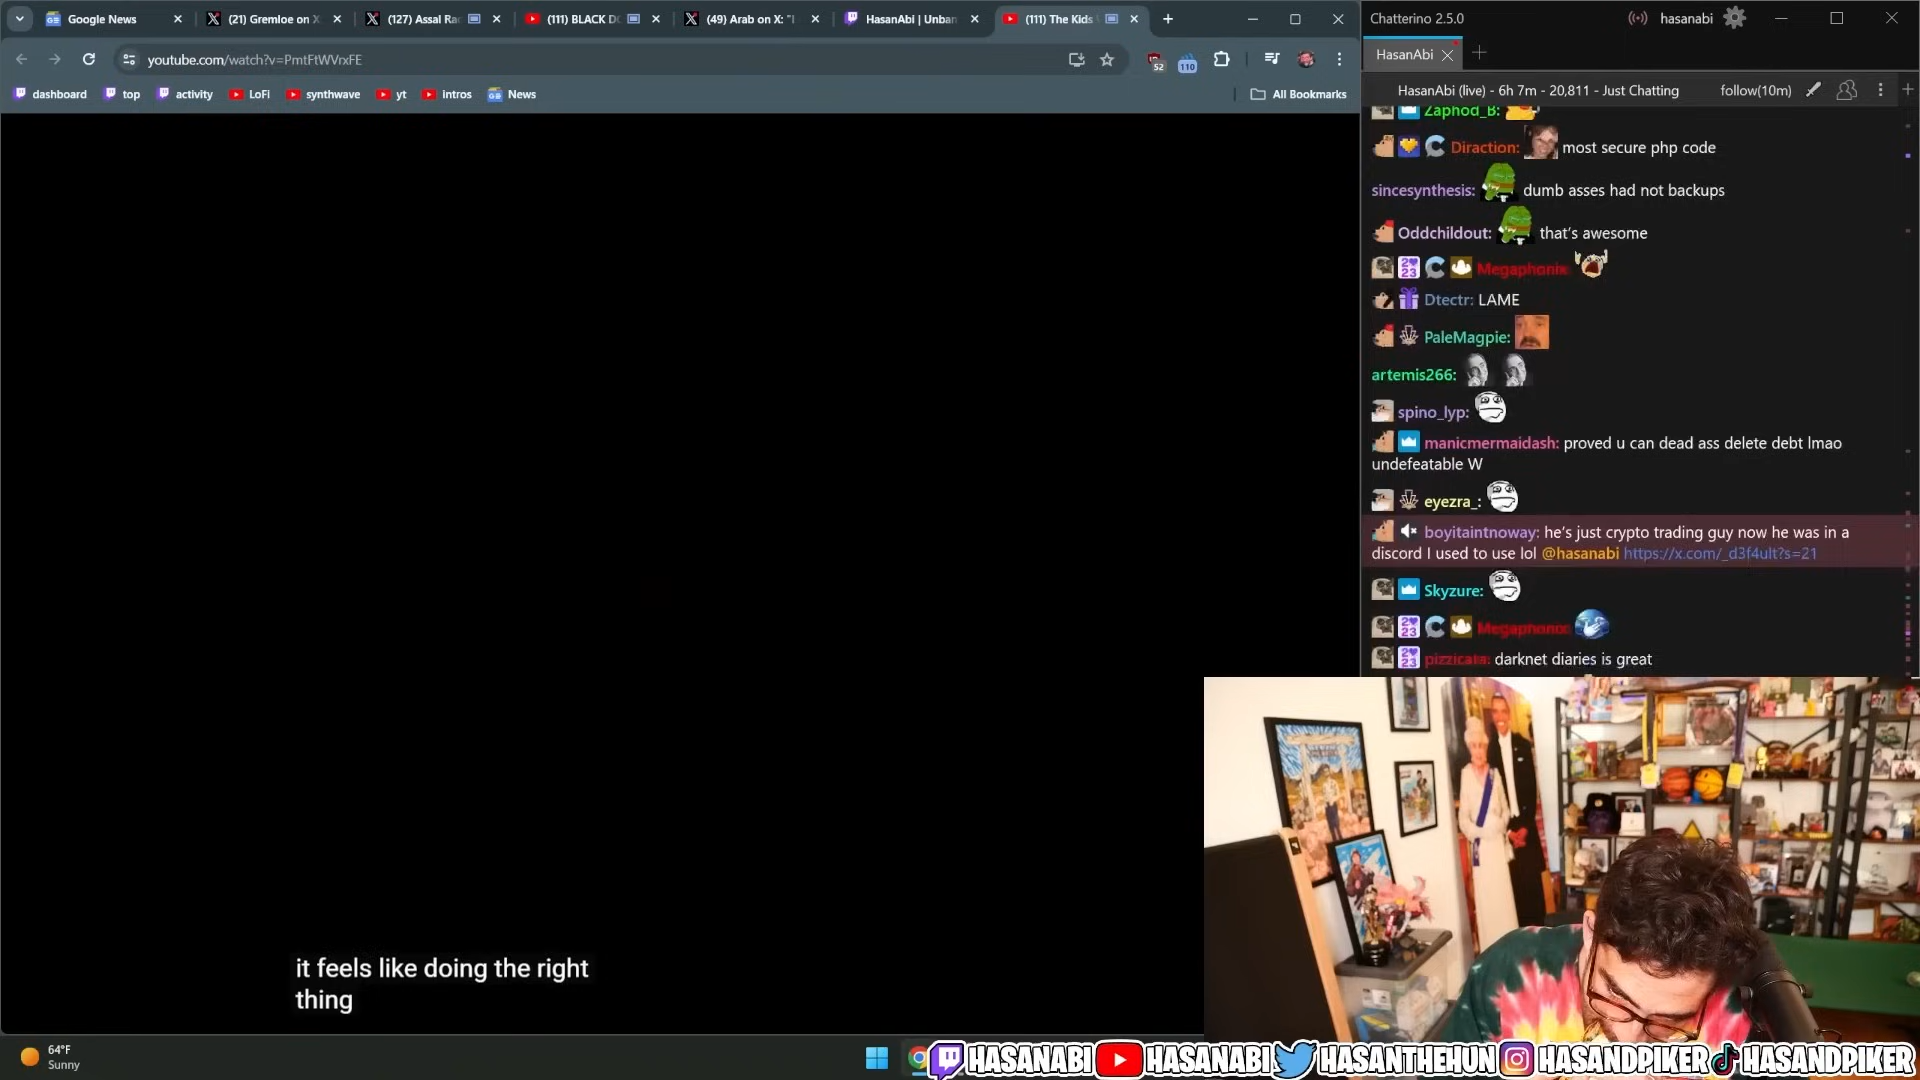 Google News
(21) Gremloe on X
(127) Assal Ra
(111) BLACK D
(49) Arab on X: "
HasanAbi | Unban
(111) The Kids
youtube.com/watch?v=PmtFtWVrxFE
52
110
dashboard
top
activity
LoFi
synthwave
yt
intros
News
All Bookmarks
it feels like doing the right
thing
Chatterino 2.5.0
hasanabi
HasanAbi
HasanAbi (live) - 6h 7m - 20,811 - Just Chatting
follow(10m)
Zaphod_B:
Diraction: most secure php code
sincesynthesis: dumb asses had not backups
Oddchildout: that's awesome
Megaphonix:
Dtectr: LAME
PaleMagpie:
artemis266:
spino_lyp:
manicmermaidash: proved u can dead ass delete debt lmao
undefeatable W
eyezra_:
boyitaintnoway: he's just crypto trading guy now he was in a
discord I used to use lol @hasanabi https://x.com/_d3f4ult?s=21
Skyzure:
Megaphonix:
pizzicata: darknet diaries is great
64°F
Sunny
HASANABI HASANABI HASANTHEHUN HASANDPIKER HASANDPIKER